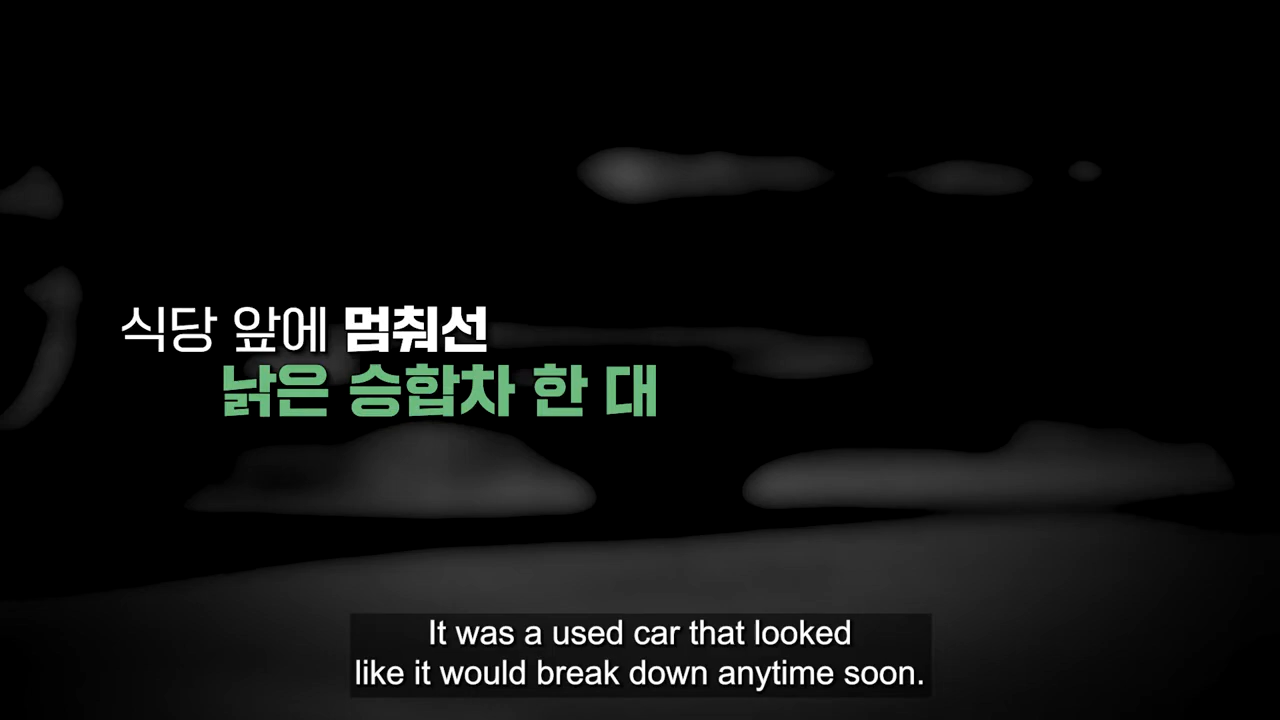 식당 앞에 멈춰선
낡은 승합차 한 대
It was a used car that looked
like it would break down anytime soon.